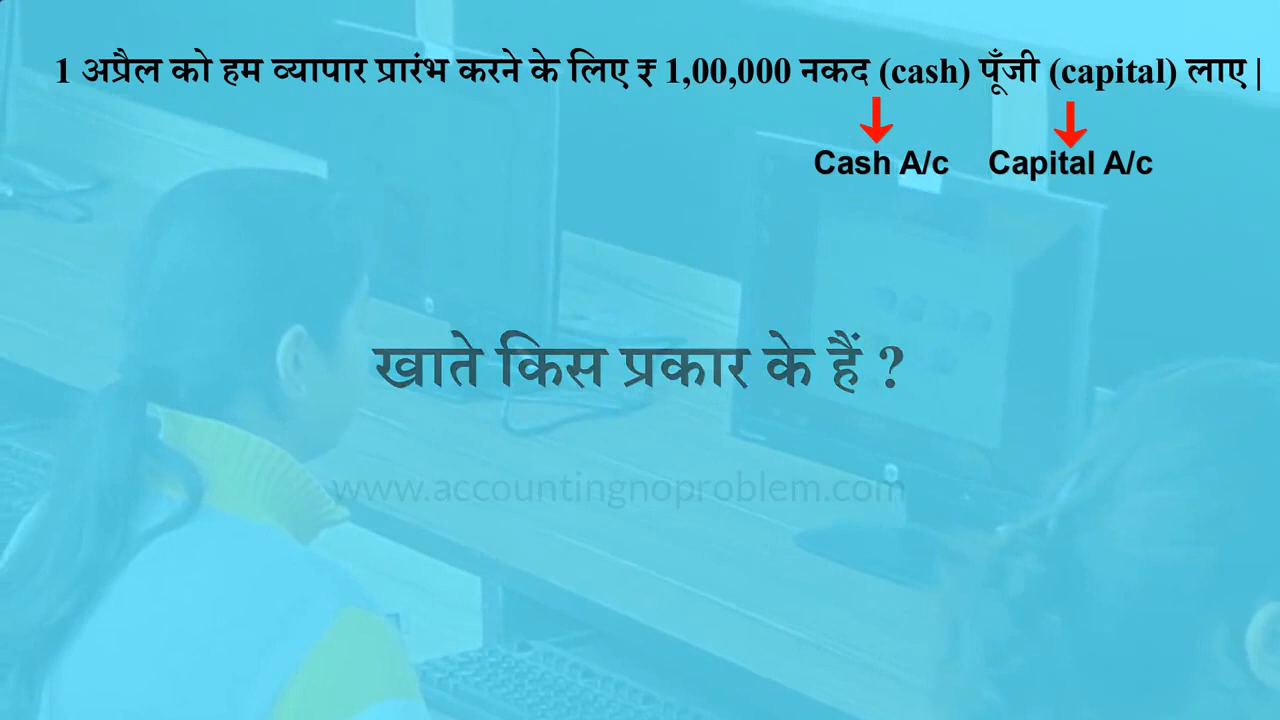 1 अप्रैल को हम व्यापार प्रारंभ करने के लिए ₹ 1,00,000 नकद (cash) पूँजी (capital) लाए |
Cash A/c Capital A/c
खाते किस प्रकार के हैं ?
www.accountingnoproblem.com